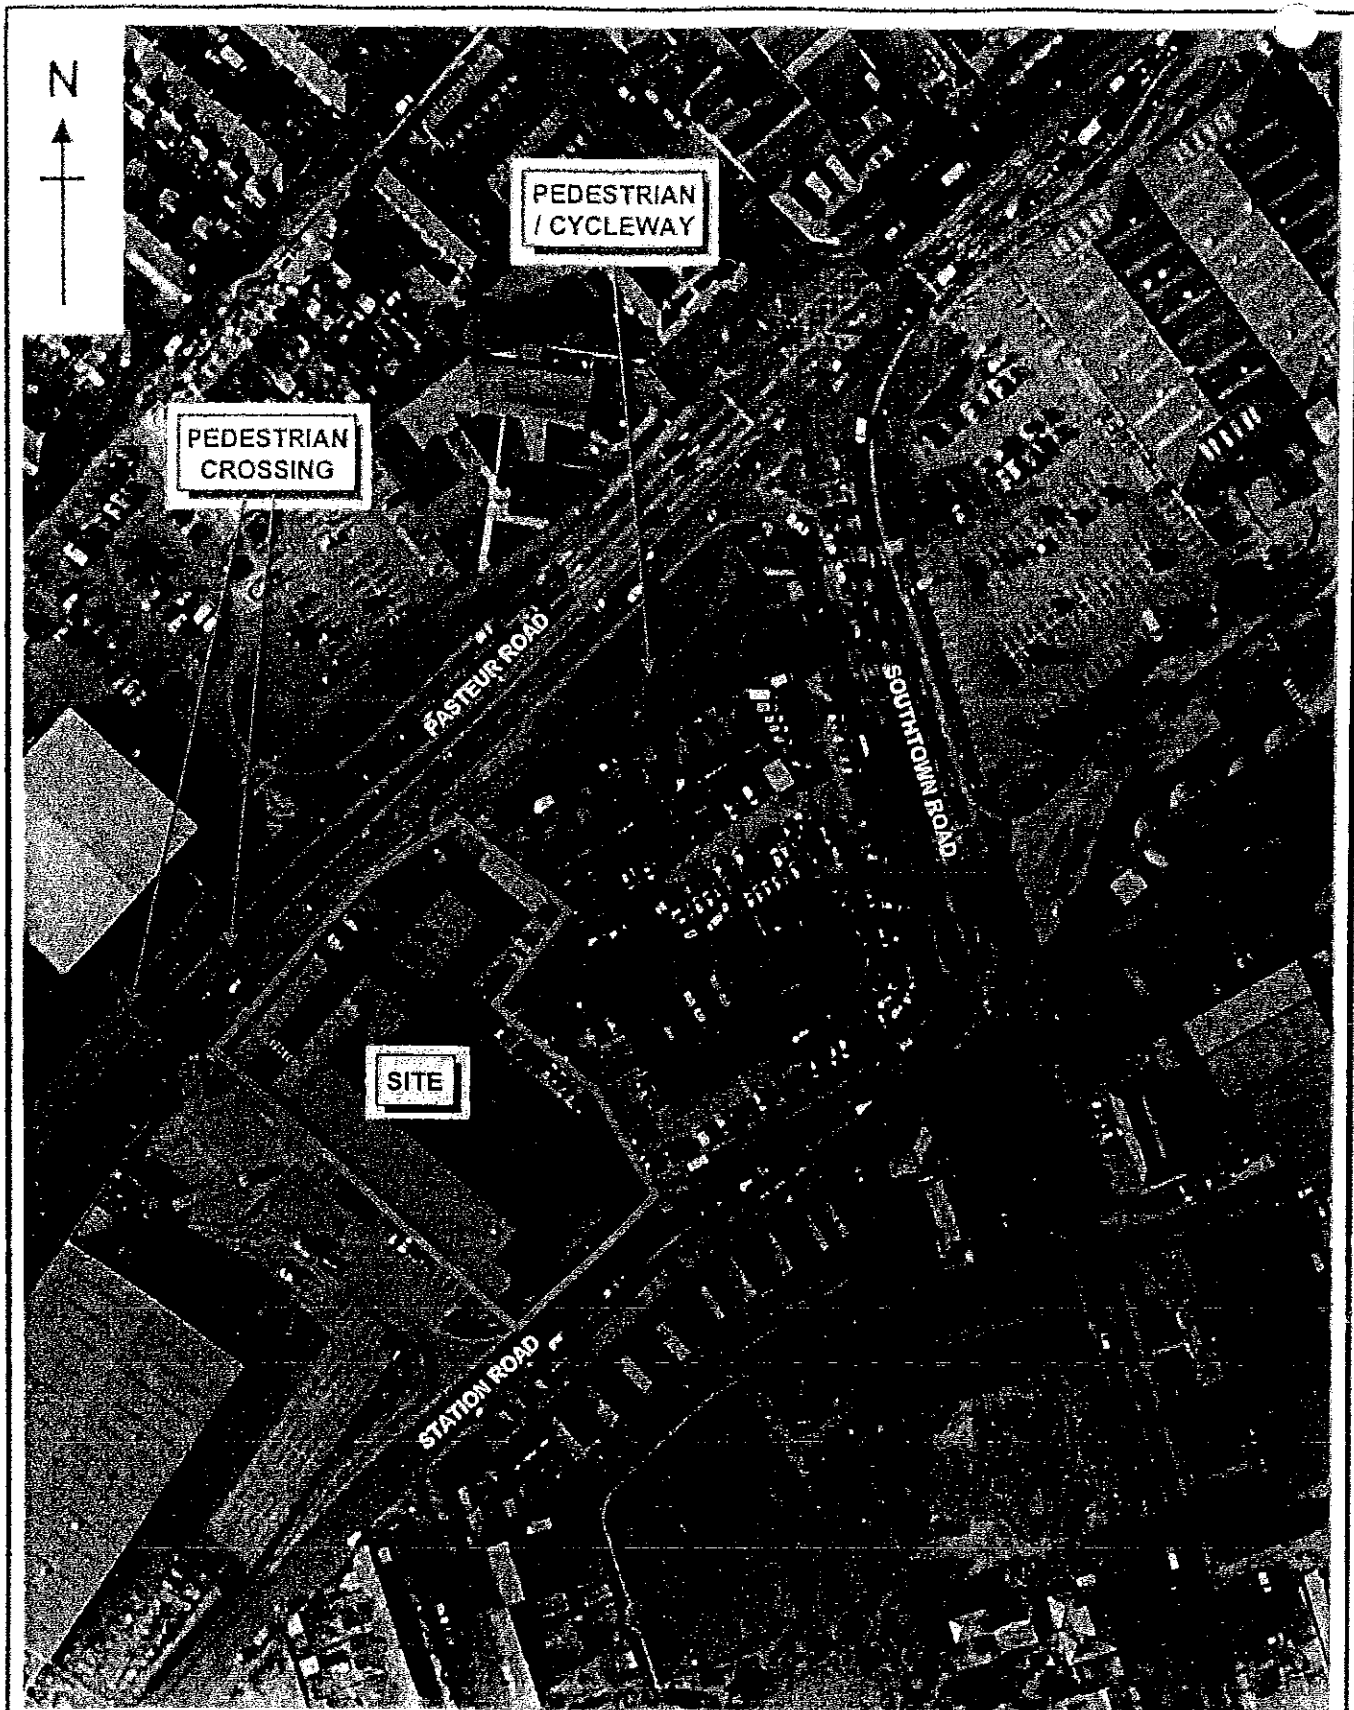 N
PEDESTRIAN
/ CYCLEWAY
PEDESTRIAN
CROSSING
PASTEUR ROAD
SOUTHTOWN ROAD
SITE
STATION ROAD